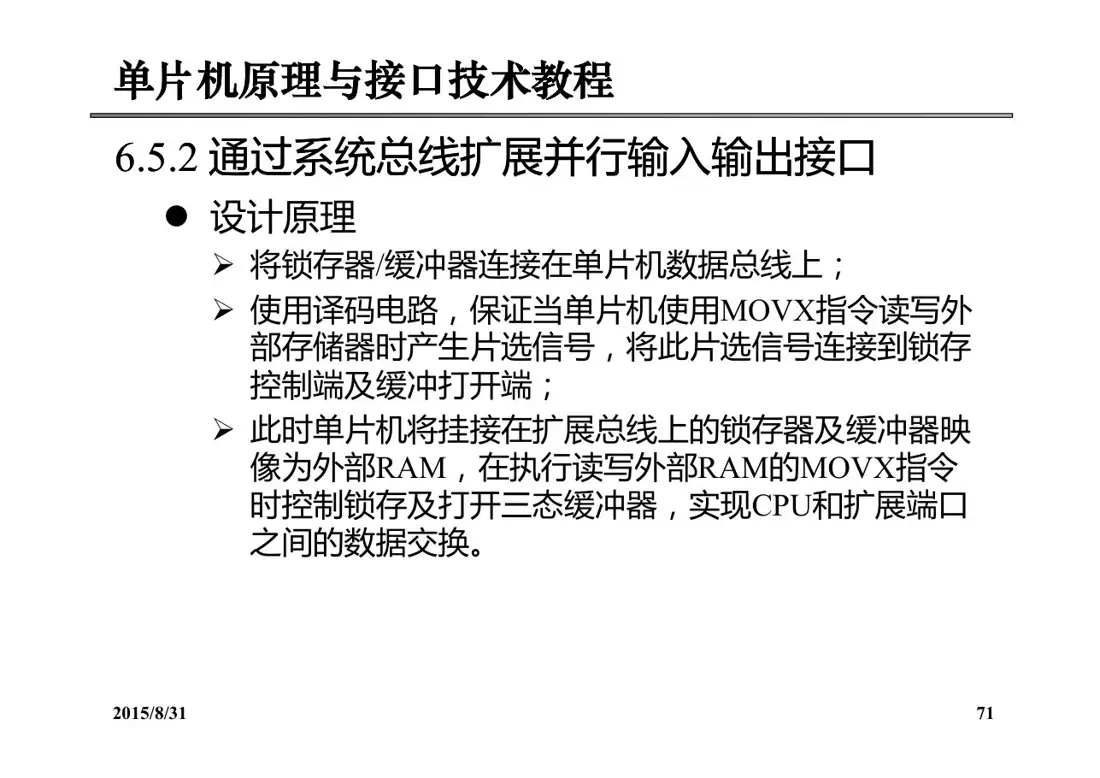 单片机原理与接口技术教程
6.5.2 通过系统总线扩展并行输入输出接口
● 设计原理
➢ 将锁存器/缓冲器连接在单片机数据总线上；
➢ 使用译码电路，保证当单片机使用MOVX指令读写外
部存储器时产生片选信号，将此片选信号连接到锁存
控制端及缓冲打开端；
➢ 此时单片机将挂接在扩展总线上的锁存器及缓冲器映
像为外部RAM，在执行读写外部RAM的MOVX指令
时控制锁存及打开三态缓冲器，实现CPU和扩展端口
之间的数据交换。
2015/8/31
71